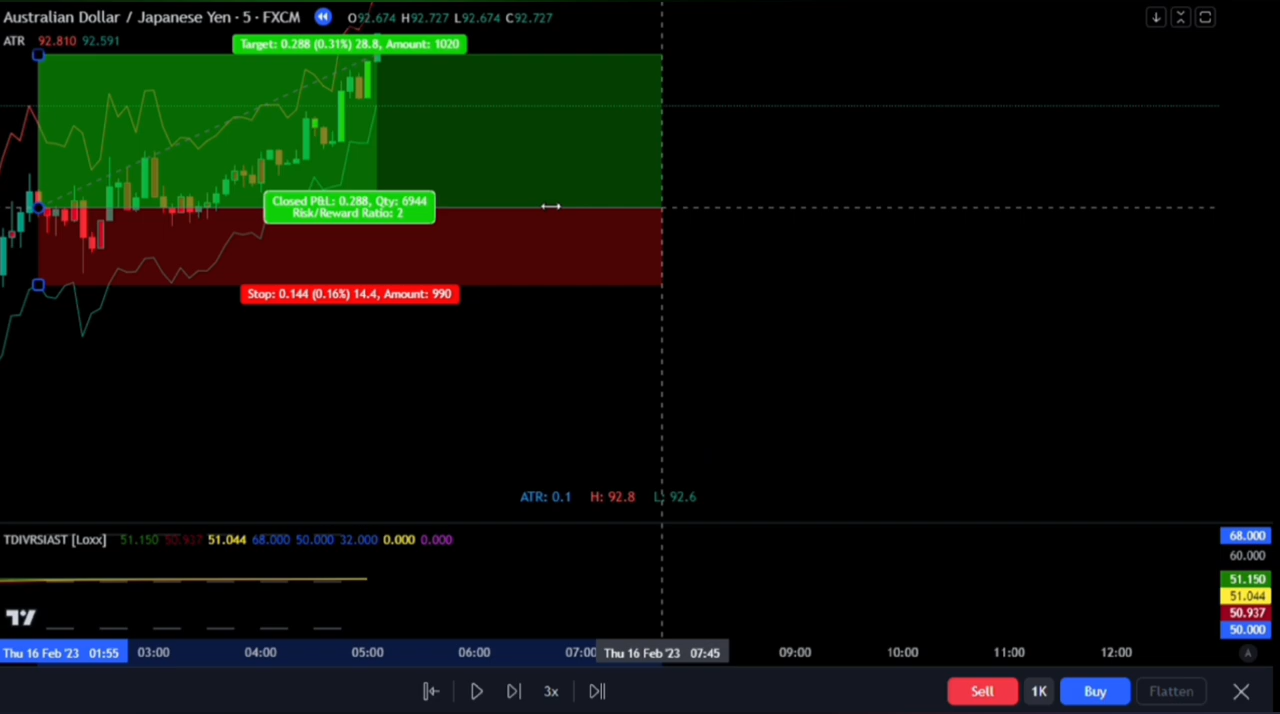 Australian Dollar / Japanese Yen · 5 · FXCM O92.674 H92.727 L92.674 C92.727
ATR 92.810 92.591
Target: 0.288 (0.31%) 28.8, Amount: 1020
Closed P&L: 0.288, Qty: 6944
Risk/Reward Ratio: 2
Stop: 0.144 (0.16%) 14.4, Amount: 990
ATR: 0.1 H: 92.8 L: 92.6
TDIVRSIAST [Loxx] 51.150 50.937 51.044 68.000 50.000 32.000 0.000 0.000
68.000
60.000
51.150
51.044
50.937
50.000
Thu 16 Feb '23 01:55 03:00 04:00 05:00 06:00 07:00 Thu 16 Feb '23 07:45 09:00 10:00 11:00 12:00 A
3x Sell 1K Buy Flatten